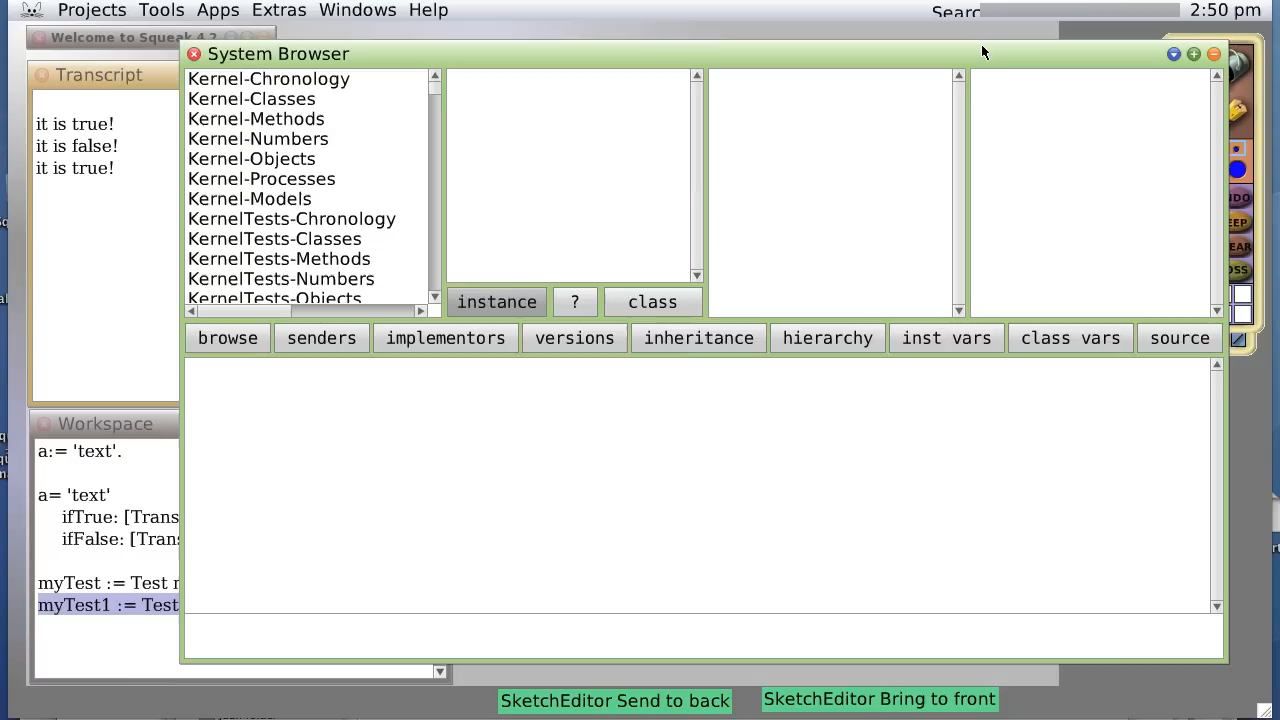 Projects Tools Apps Extras Windows Help
2:50 pm
Welcome to Squeak 4.2
System Browser
Transcript
it is true!
it is false!
it is true!
Kernel-Chronology
Kernel-Classes
Kernel-Methods
Kernel-Numbers
Kernel-Objects
Kernel-Processes
Kernel-Models
KernelTests-Chronology
KernelTests-Classes
KernelTests-Methods
KernelTests-Numbers
KernelTests-Objects
instance ? class
browse senders implementors versions inheritance hierarchy inst vars class vars source
Workspace
a:= 'text'.
a= 'text'
ifTrue: [Trans
ifFalse: [Tran
myTest := Test
myTest1 := Test
SketchEditor Send to back
SketchEditor Bring to front